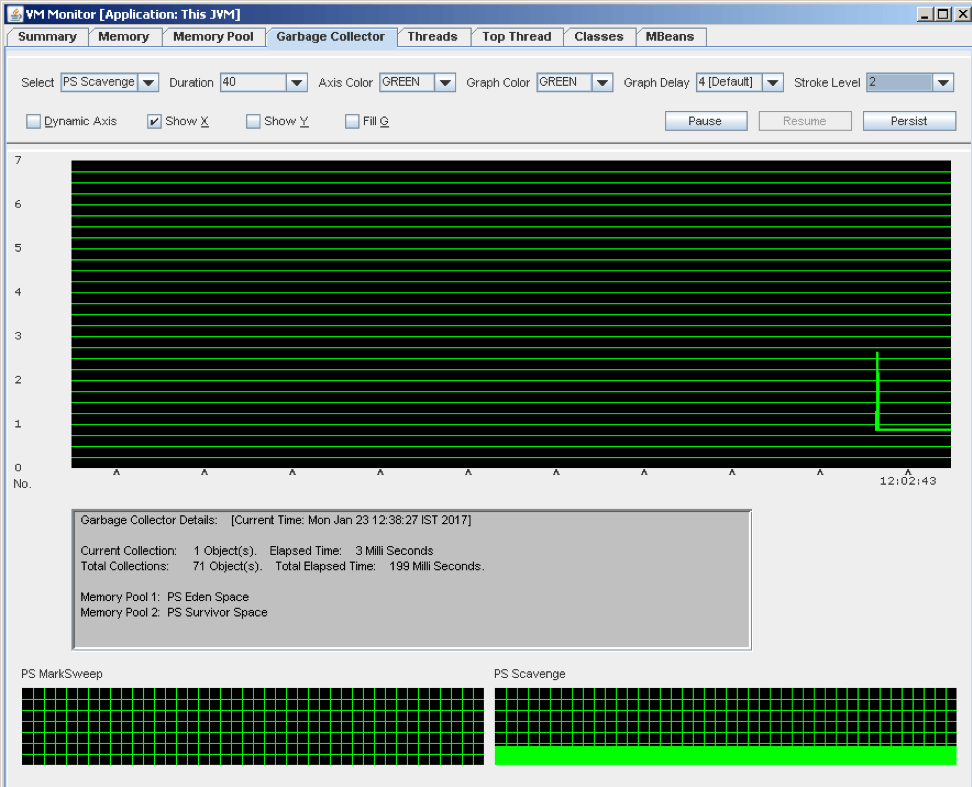 VM Monitor [Application: This JVM]
Summary Memory Memory Pool Garbage Collector Threads Top Thread Classes MBeans
Select PS Scavenge Duration 40 Axis Color GREEN Graph Color GREEN Graph Delay 4 [Default] Stroke Level 2
Dynamic Axis Show X Show Y Fill G Pause Resume Persist
7
6
5
4
3
2
1
0
No.
^ ^ ^ ^ ^ ^ ^ ^ ^ ^
12:02:43
Garbage Collector Details: [Current Time: Mon Jan 23 12:38:27 IST 2017]
Current Collection: 1 Object(s). Elapsed Time: 3 Milli Seconds
Total Collections: 71 Object(s). Total Elapsed Time: 199 Milli Seconds.
Memory Pool 1: PS Eden Space
Memory Pool 2: PS Survivor Space
PS MarkSweep PS Scavenge